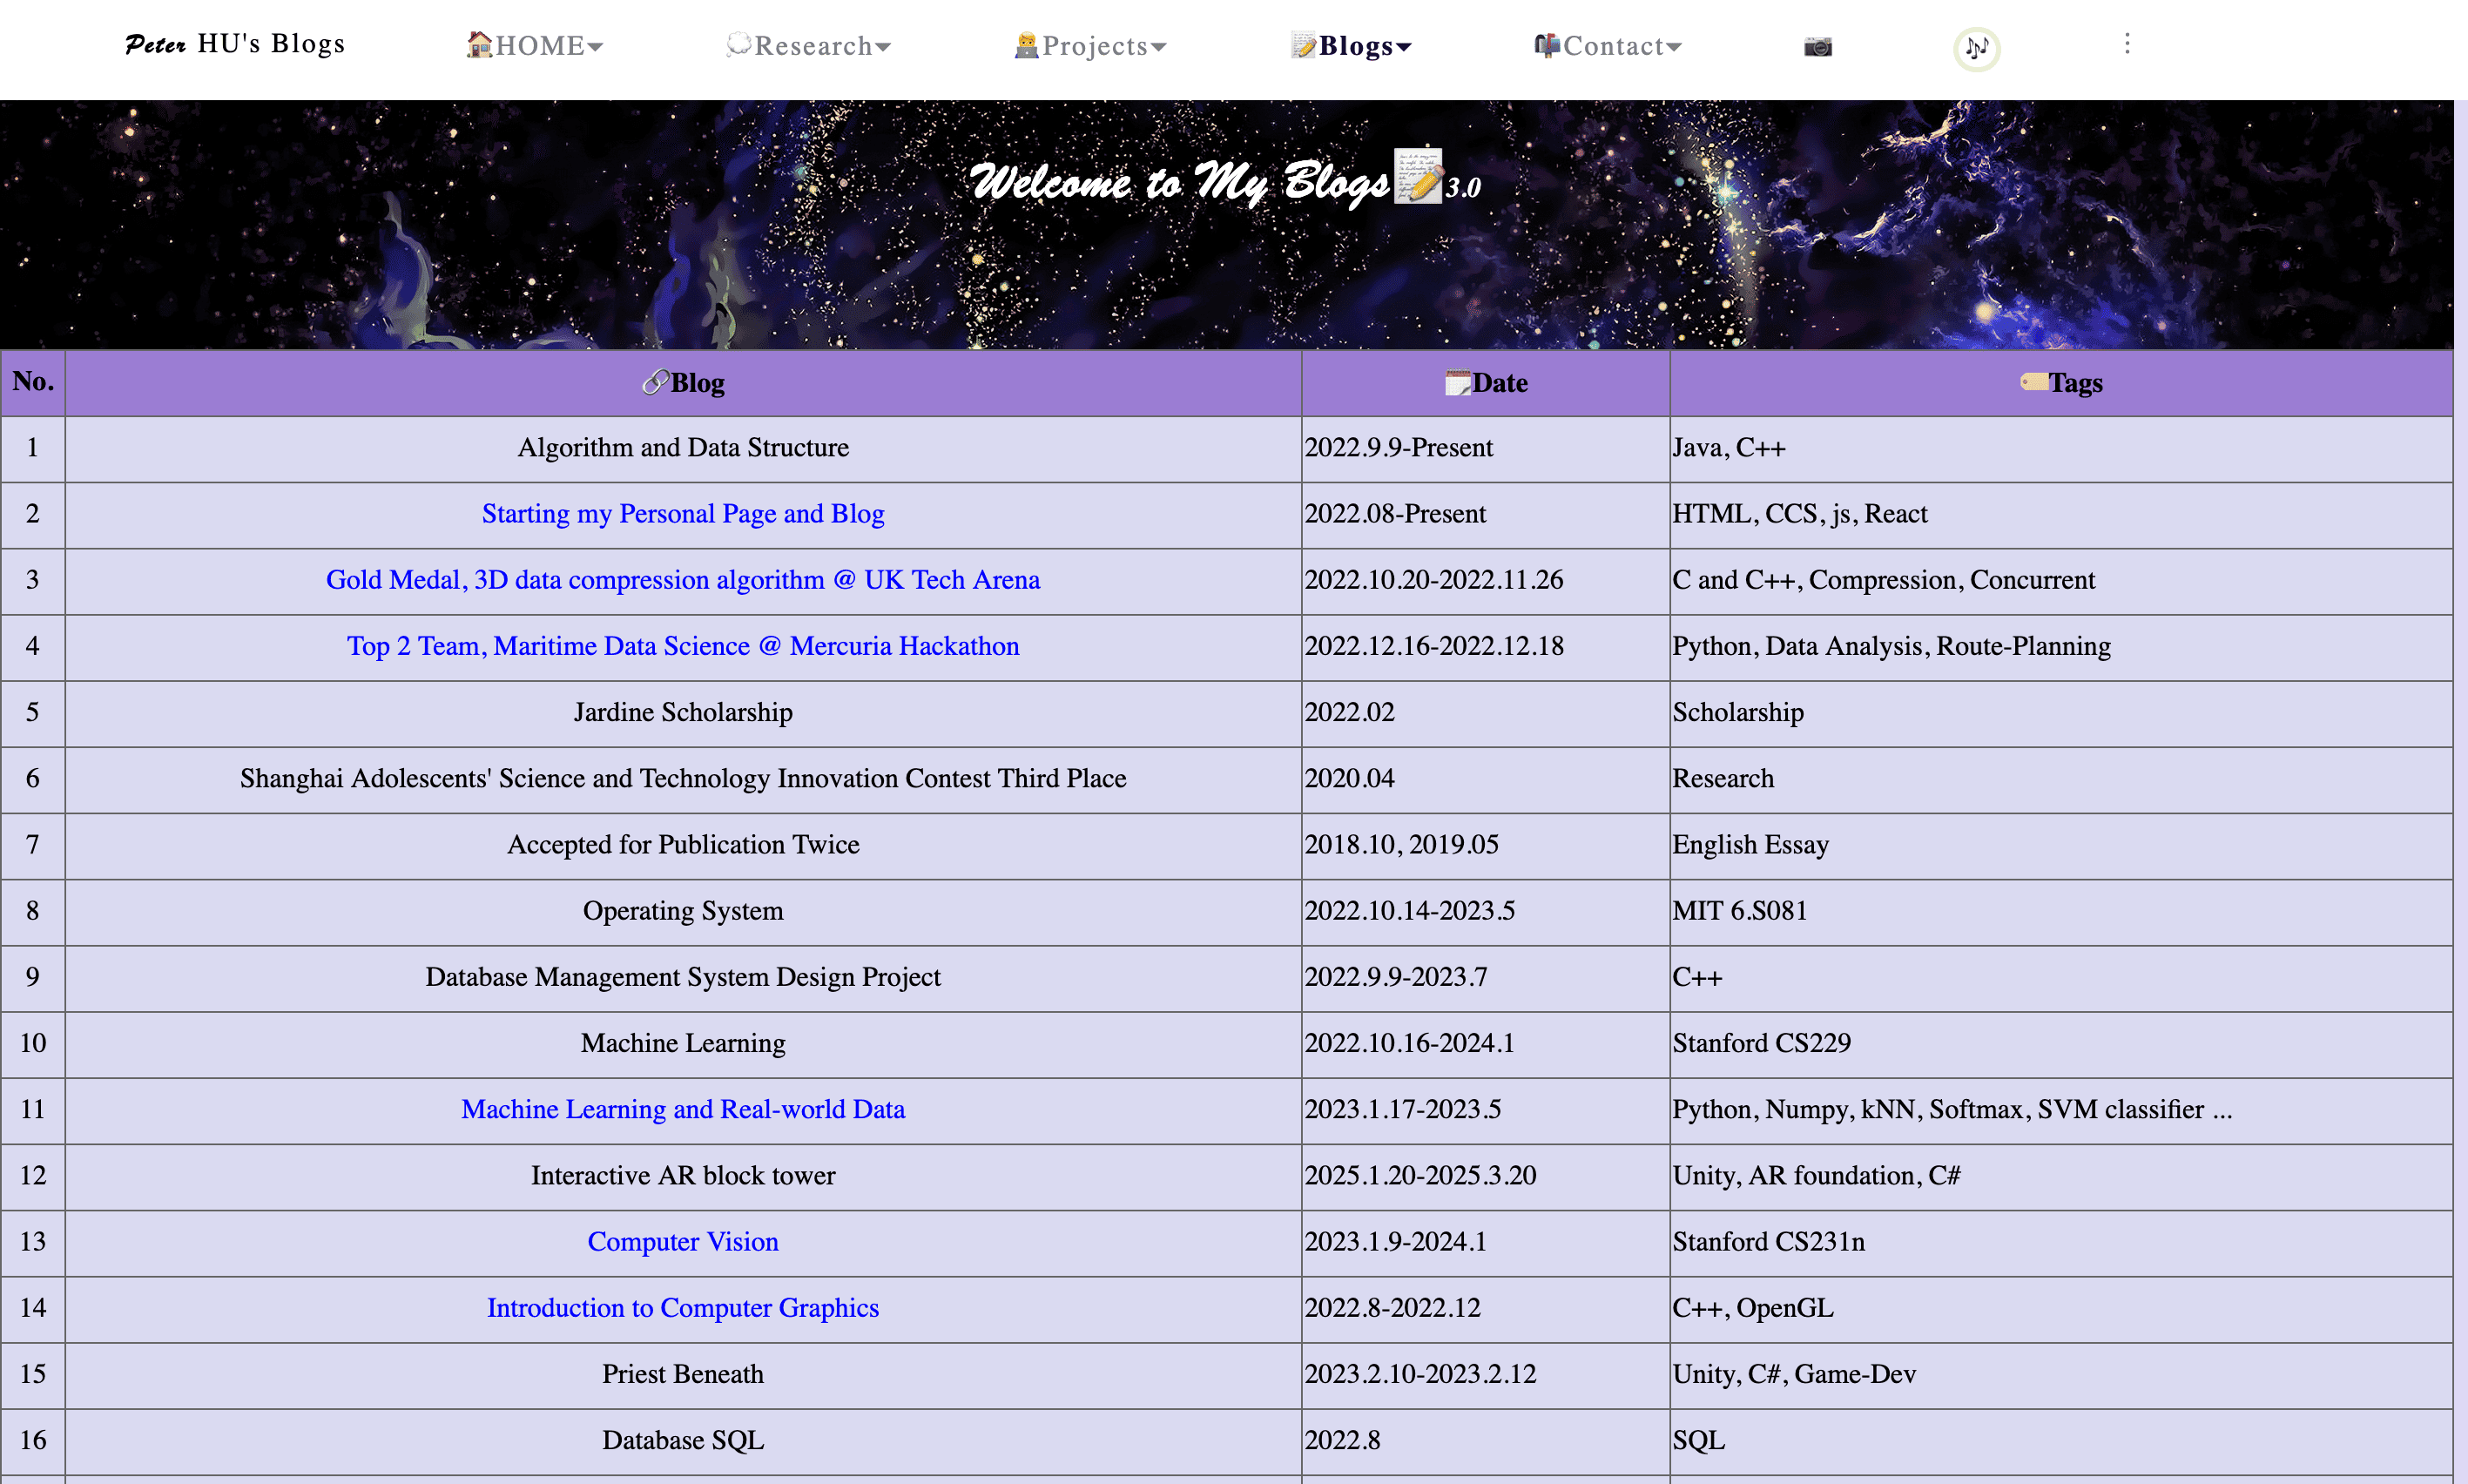 Peter HU's Blogs 🏠HOME 💭Research 🧑‍💻Projects 📝Blogs 📬Contact
Welcome to My Blogs📝3.0
No. 🔗Blog 🗓️Date 🏷️Tags
1 Algorithm and Data Structure 2022.9.9-Present Java, C++
2 Starting my Personal Page and Blog 2022.08-Present HTML, CCS, js, React
3 Gold Medal, 3D data compression algorithm @ UK Tech Arena 2022.10.20-2022.11.26 C and C++, Compression, Concurrent
4 Top 2 Team, Maritime Data Science @ Mercuria Hackathon 2022.12.16-2022.12.18 Python, Data Analysis, Route-Planning
5 Jardine Scholarship 2022.02 Scholarship
6 Shanghai Adolescents' Science and Technology Innovation Contest Third Place 2020.04 Research
7 Accepted for Publication Twice 2018.10, 2019.05 English Essay
8 Operating System 2022.10.14-2023.5 MIT 6.S081
9 Database Management System Design Project 2022.9.9-2023.7 C++
10 Machine Learning 2022.10.16-2024.1 Stanford CS229
11 Machine Learning and Real-world Data 2023.1.17-2023.5 Python, Numpy, kNN, Softmax, SVM classifier ...
12 Interactive AR block tower 2025.1.20-2025.3.20 Unity, AR foundation, C#
13 Computer Vision 2023.1.9-2024.1 Stanford CS231n
14 Introduction to Computer Graphics 2022.8-2022.12 C++, OpenGL
15 Priest Beneath 2023.2.10-2023.2.12 Unity, C#, Game-Dev
16 Database SQL 2022.8 SQL